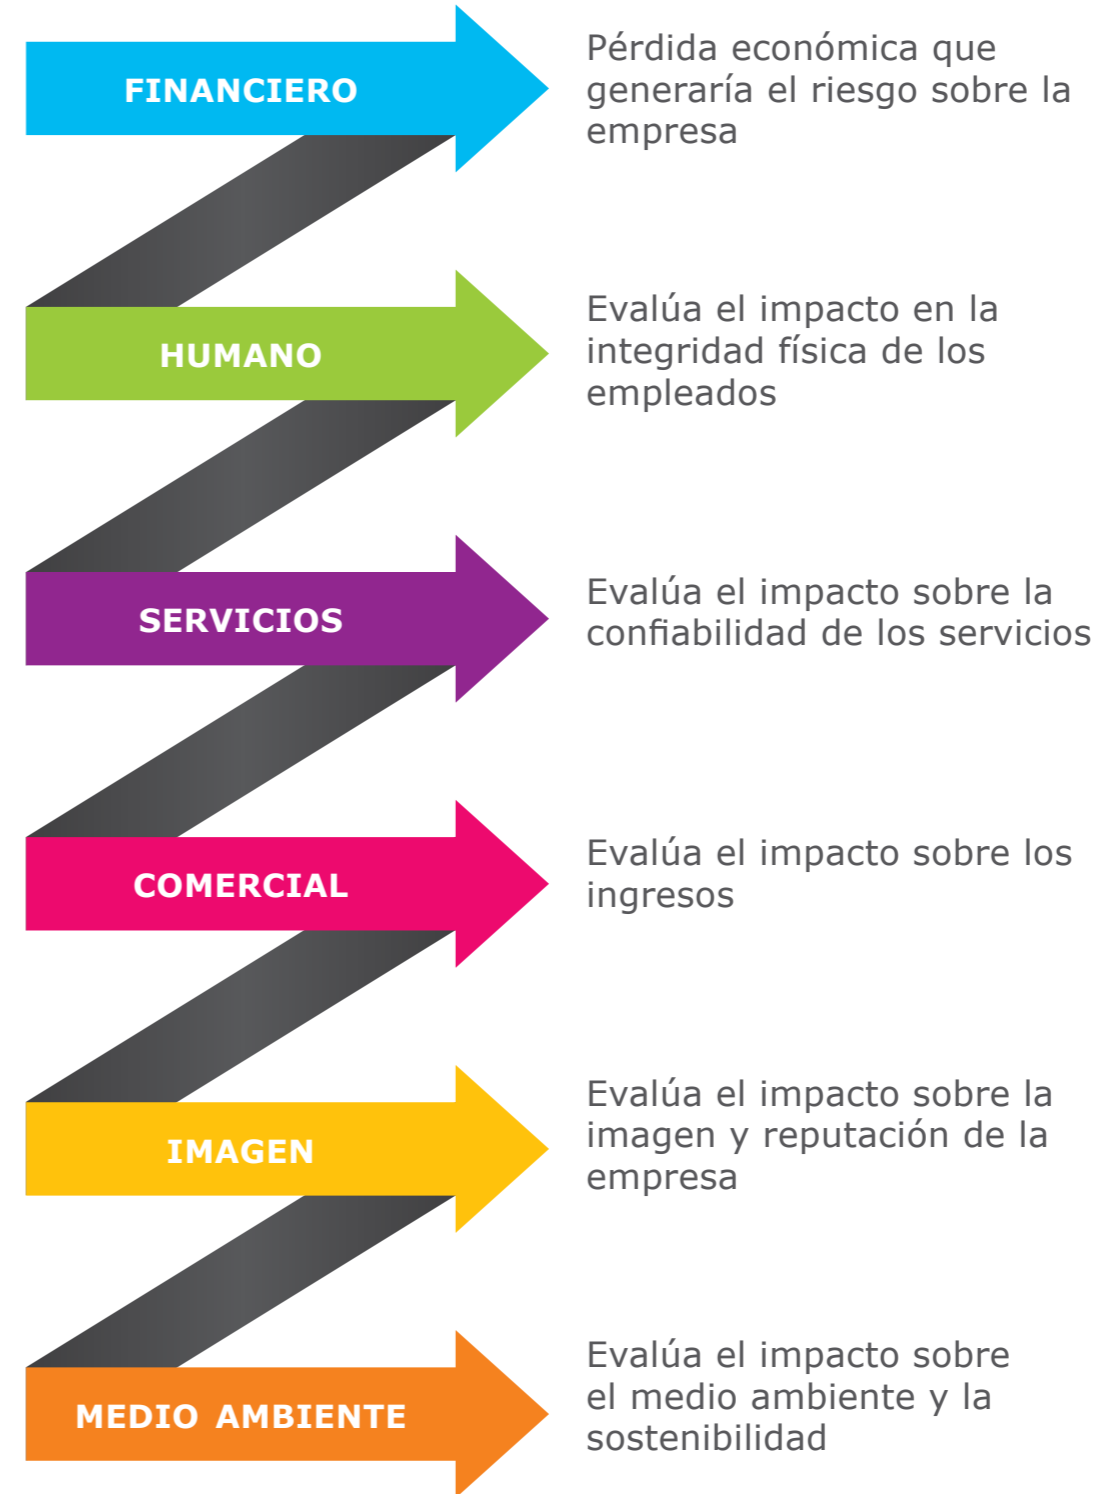 FINANCIERO
Pérdida económica que
generaría el riesgo sobre la
empresa
HUMANO
Evalúa el impacto en la
integridad física de los
empleados
SERVICIOS
Evalúa el impacto sobre la
confiabilidad de los servicios
COMERCIAL
Evalúa el impacto sobre los
ingresos
IMAGEN
Evalúa el impacto sobre la
imagen y reputación de la
empresa
MEDIO AMBIENTE
Evalúa el impacto sobre
el medio ambiente y la
sostenibilidad